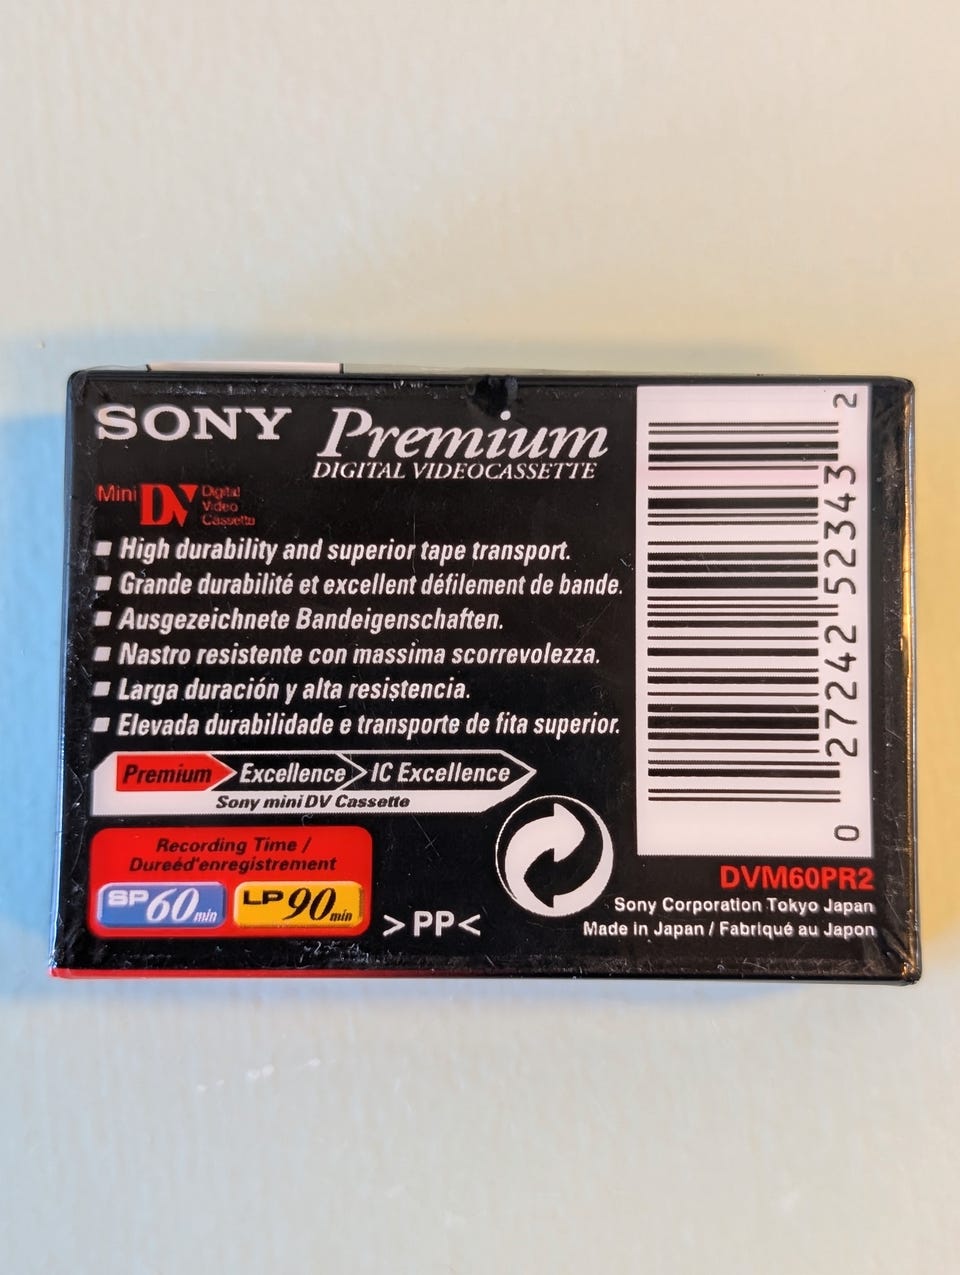 SONY Premium
DIGITAL VIDEOCASSETTE
Mini DV Digital
Video
Cassette
High durability and superior tape transport.
Grande durabilité et excellent défilement de bande.
Ausgezeichnete Bandeigenschaften.
Nastro resistente con massima scorrevolezza.
Larga duración y alta resistencia.
Elevada durabilidade e transporte de fita superior.
Premium Excellence IC Excellence
Sony mini DV Cassette
Recording Time /
Dureéd'enregistrement
SP 60 min LP 90 min
>PP<
0 27242 52343 2
DVM60PR2
Sony Corporation Tokyo Japan
Made in Japan / Fabriqué au Japon